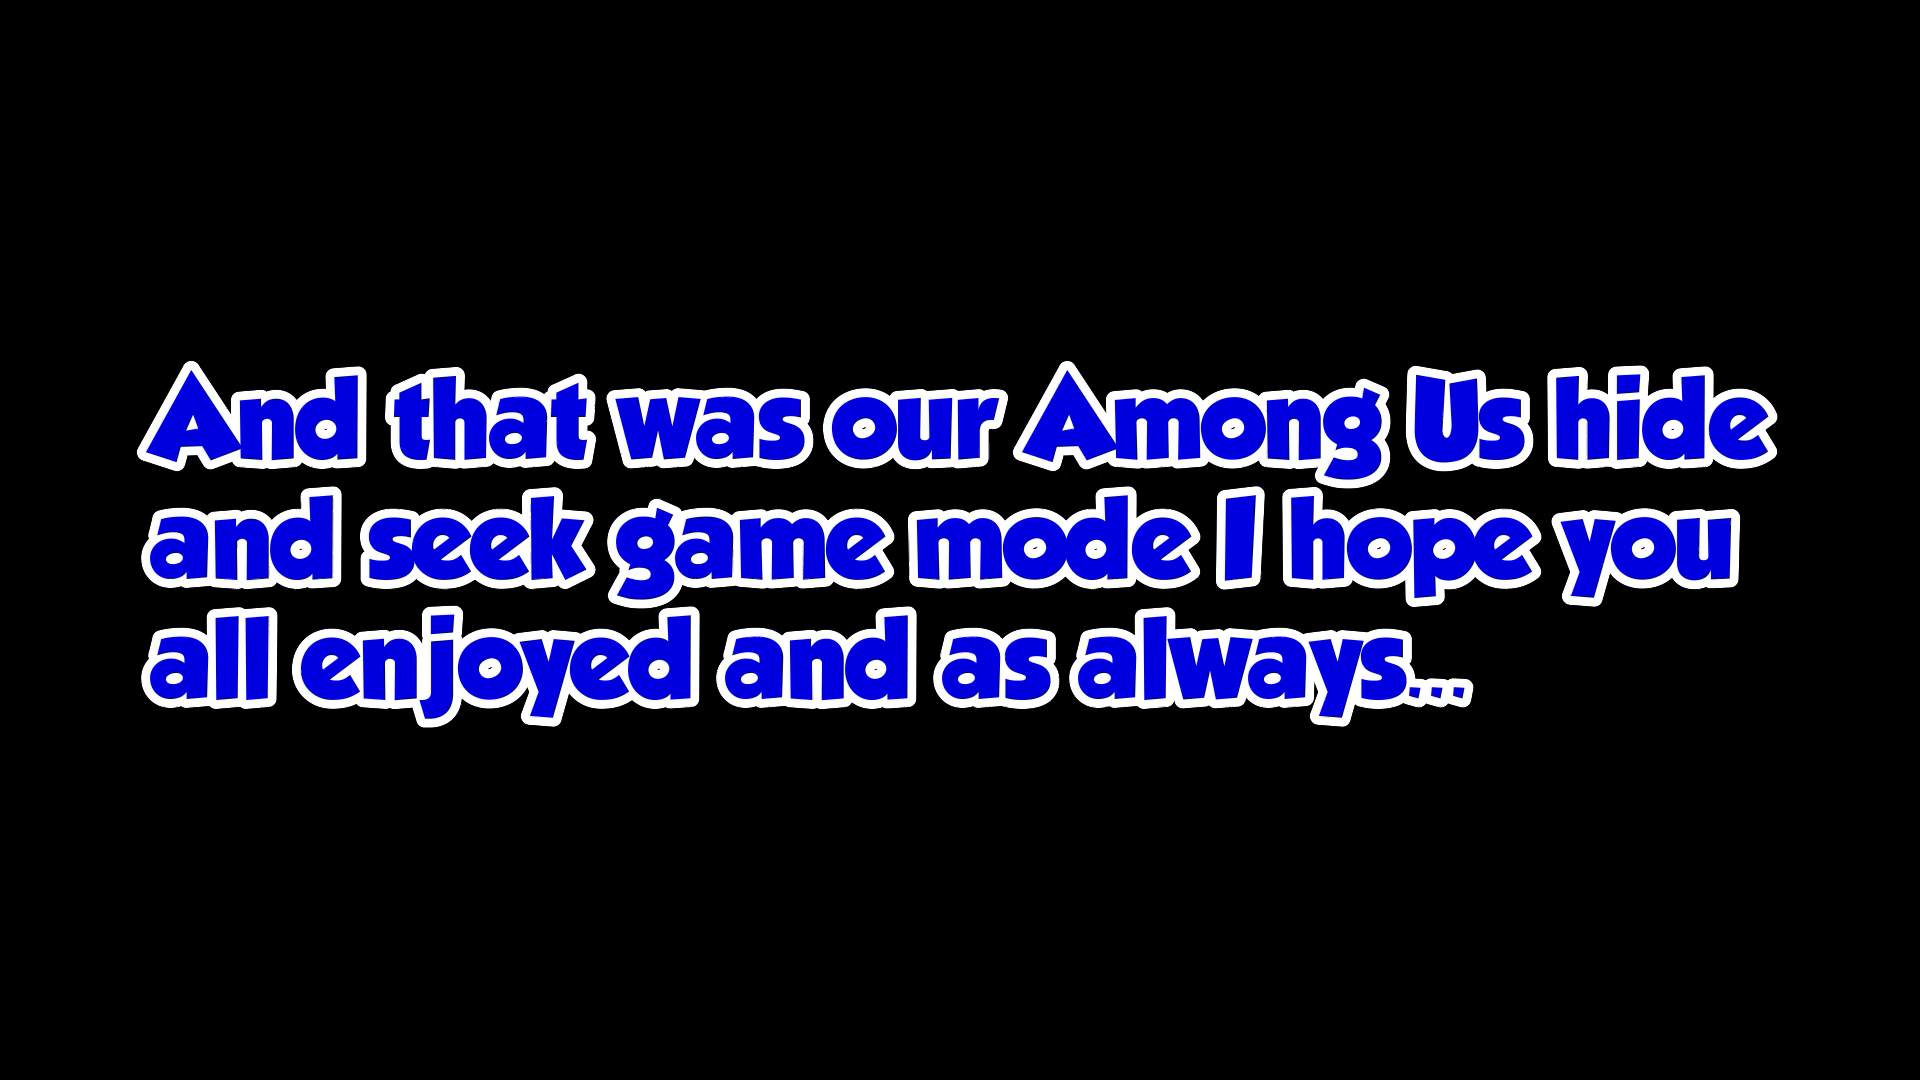 And that was our Among Us hide
and seek game mode I hope you
all enjoyed and as always...